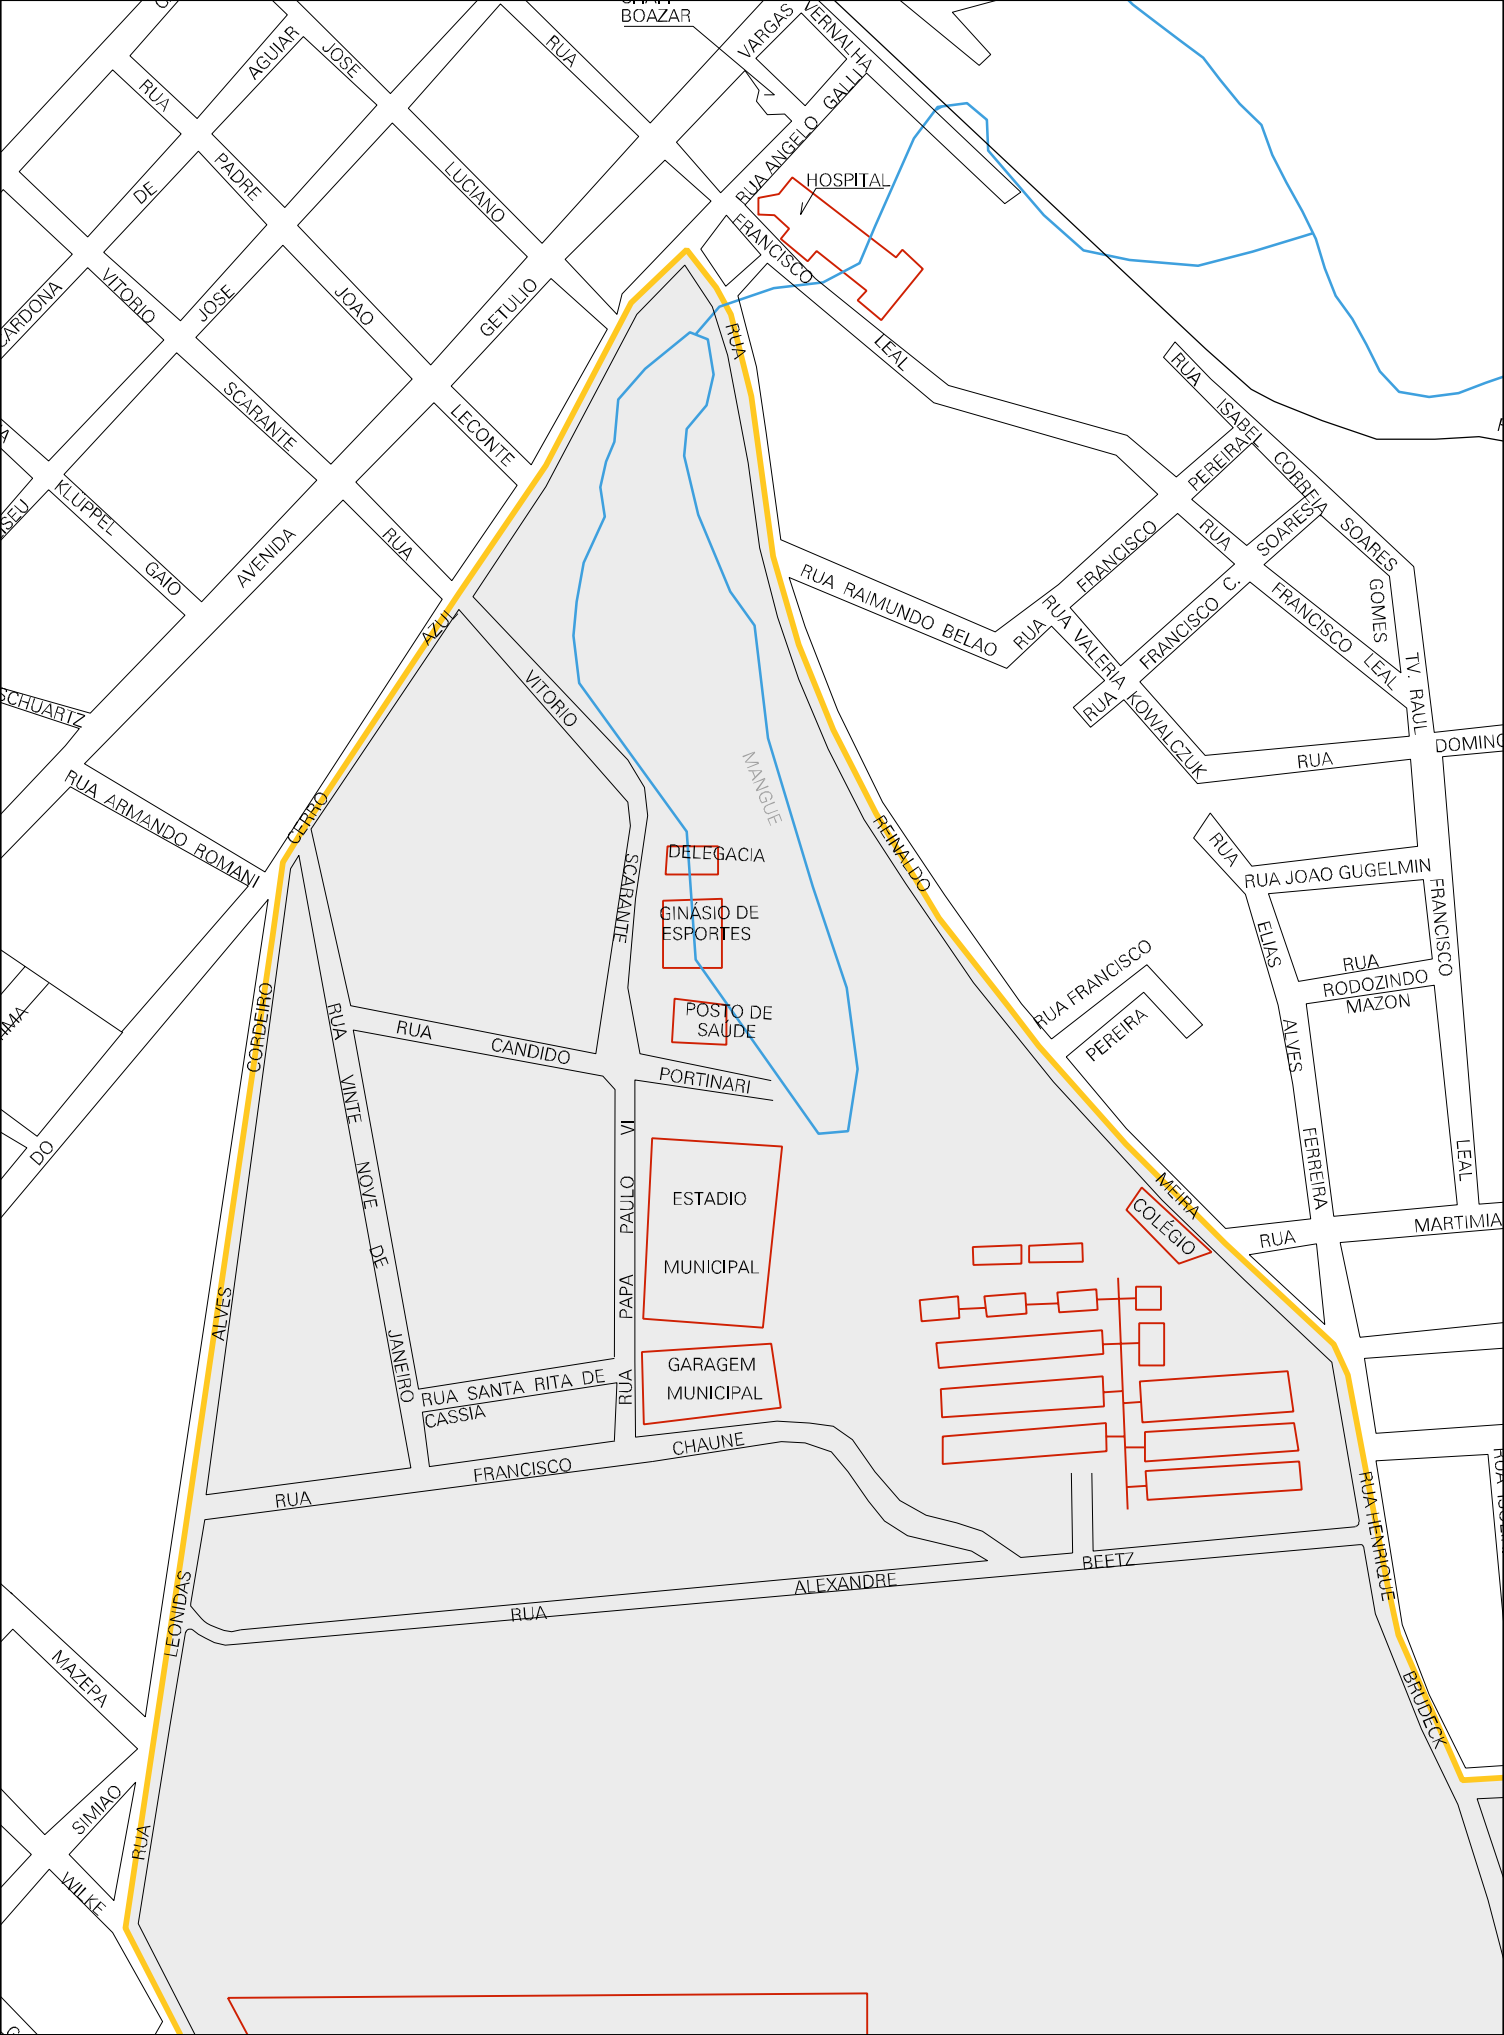 BOAZAR
VARGAS
VERNALHA
AGUIAR
JOSE
RUA
RUA
GALLI
RUA ANGELO
DE
PADRE
LUCIANO
HOSPITAL
FRANCISCO
CARDONA
VITORIO
JOSE
JOAO
GETULIO
RUA
LEAL
RUA
ISABEL
CORREIA
SOARES
PEREIRA
SCARANTE
LECONTE
KLUPPEL
GAIO
AVENIDA
RUA
RUA RAIMUNDO BELAO
RUA
FRANCISCO
RUA
SOARES
FRANCISCO C.
FRANCISCO
LEAL
GOMES
TV. RAUL
RUA VALERIA
KOWALCZUK
RUA
RUA
AZUL
VITORIO
SCHUARTZ
RUA ARMANDO ROMANI
CERRO
MANGUE
DELEGACIA
GINÁSIO DE
ESPORTES
POSTO DE
SAÚDE
SCARANTE
REINALDO
RUA
RUA JOAO GUGELMIN
FRANCISCO
ELIAS
RUA
RODOZINDO
MAZON
ALVES
FERREIRA
LEAL
RUA FRANCISCO
PEREIRA
CORDEIRO
RUA
VINTE
NOVE
DE
JANEIRO
RUA
CANDIDO
PORTINARI
DO
VI
PAULO
PAPA
RUA
ESTADIO
MUNICIPAL
MEIRA
COLÉGIO
RUA
ALVES
GARAGEM
MUNICIPAL
RUA SANTA RITA DE
CASSIA
CHAUNE
FRANCISCO
RUA
RUA HENRIQUE
BEETZ
ALEXANDRE
RUA
LEONIDAS
MAZEPA
BRUDECK
SIMIAO
RUA
WILKE